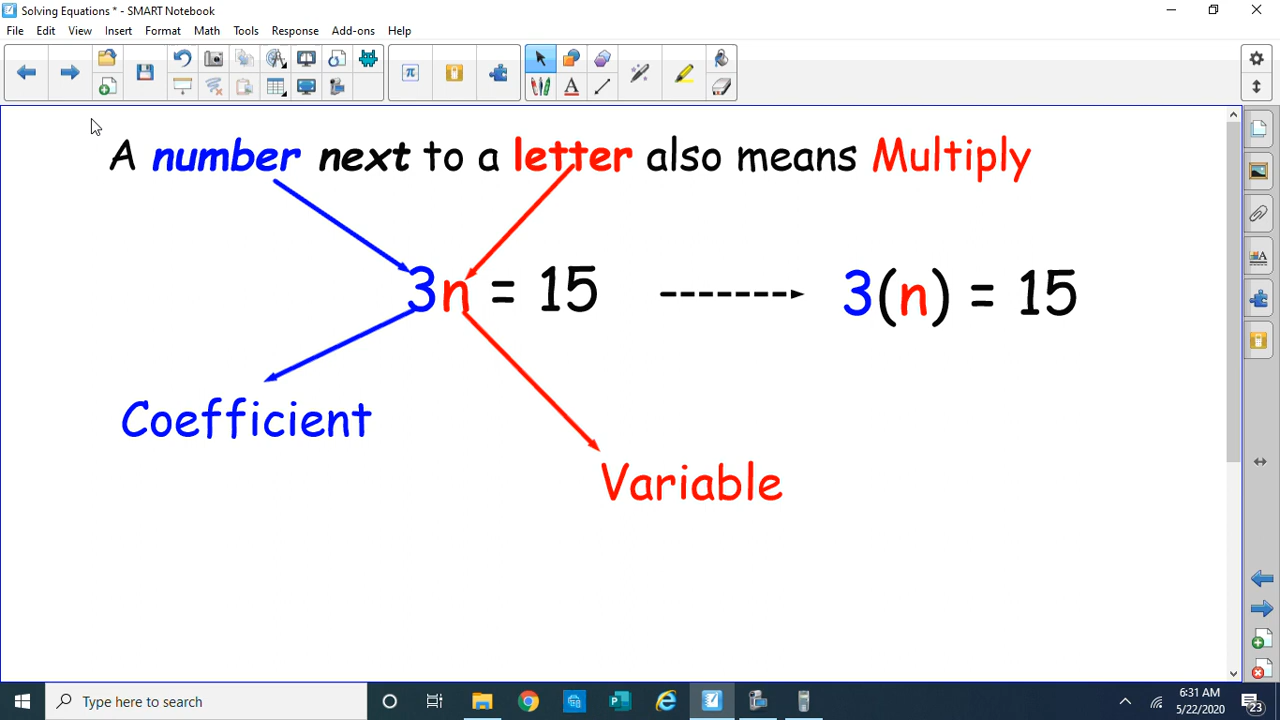 Solving Equations * - SMART Notebook
File Edit View Insert Format Math Tools Response Add-ons Help
A number next to a letter also means Multiply
3n = 15 3(n) = 15
Coefficient
Variable
Type here to search
6:31 AM
5/22/2020
23